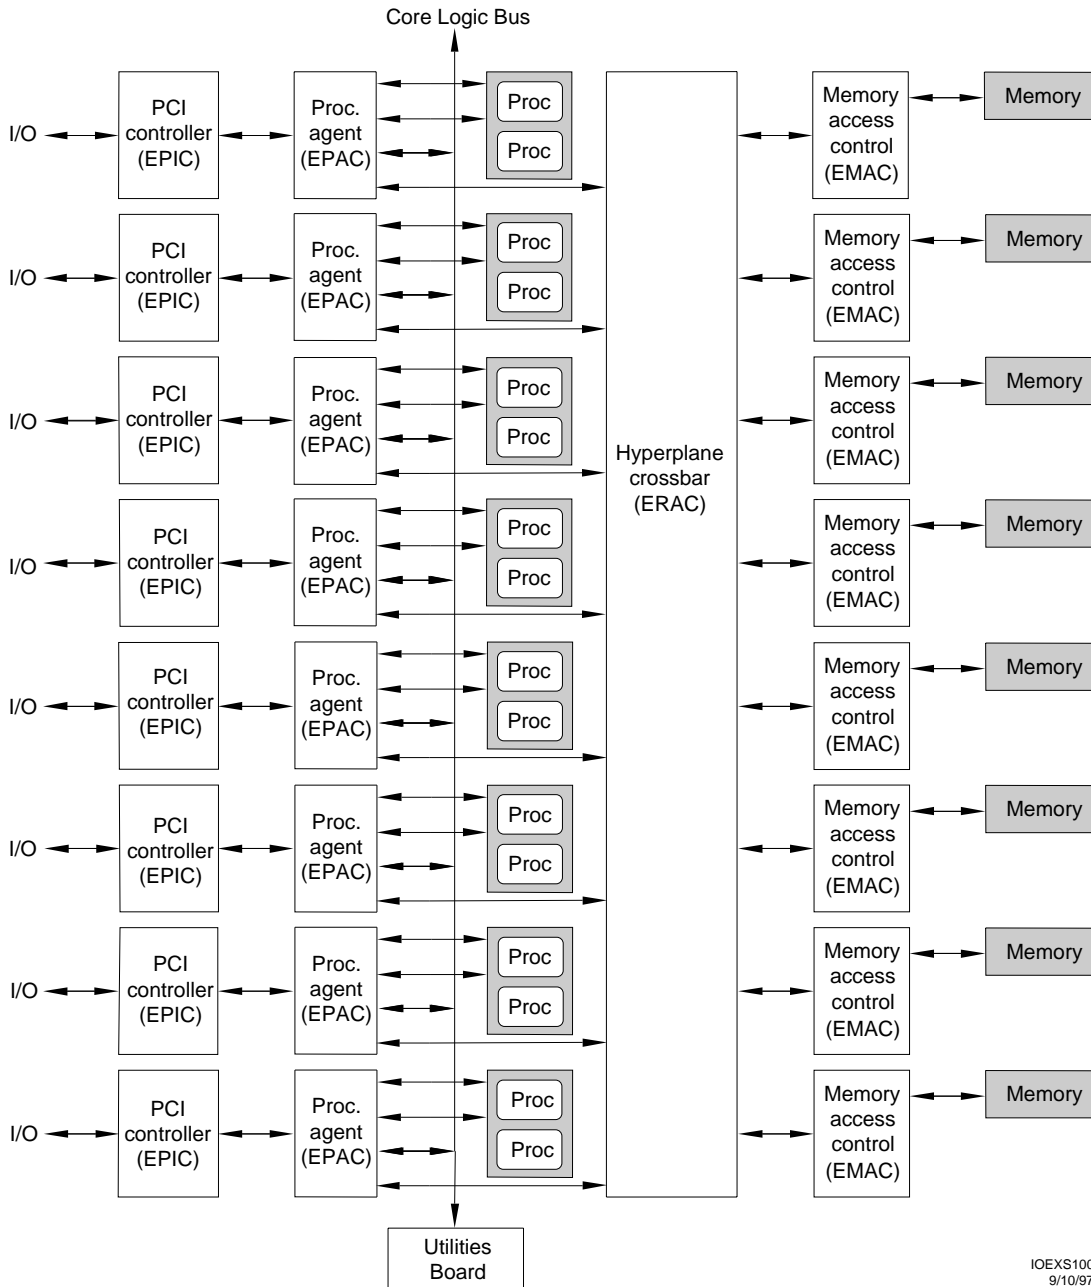 Core Logic Bus
I/O
PCI
controller
(EPIC)
Proc.
agent
(EPAC)
Proc
Proc
Memory
access
control
(EMAC)
Memory
I/O
PCI
controller
(EPIC)
Proc.
agent
(EPAC)
Proc
Proc
Memory
access
control
(EMAC)
Memory
I/O
PCI
controller
(EPIC)
Proc.
agent
(EPAC)
Proc
Proc
Hyperplane
crossbar
(ERAC)
Memory
access
control
(EMAC)
Memory
I/O
PCI
controller
(EPIC)
Proc.
agent
(EPAC)
Proc
Proc
Memory
access
control
(EMAC)
Memory
I/O
PCI
controller
(EPIC)
Proc.
agent
(EPAC)
Proc
Proc
Memory
access
control
(EMAC)
Memory
I/O
PCI
controller
(EPIC)
Proc.
agent
(EPAC)
Proc
Proc
Memory
access
control
(EMAC)
Memory
I/O
PCI
controller
(EPIC)
Proc.
agent
(EPAC)
Proc
Proc
Memory
access
control
(EMAC)
Memory
I/O
PCI
controller
(EPIC)
Proc.
agent
(EPAC)
Proc
Proc
Memory
access
control
(EMAC)
Memory
Utilities
Board
IOEXS100
9/10/97